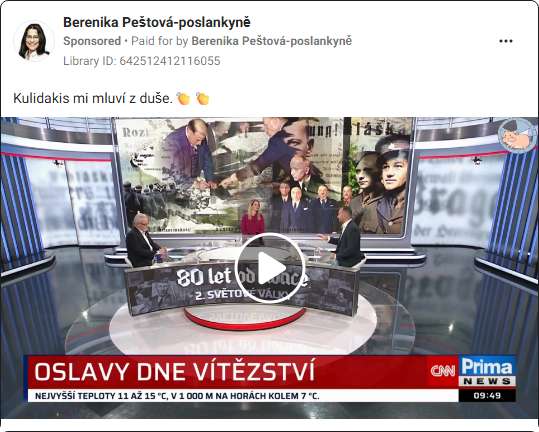 Berenika Peštová-poslankyně
Sponsored • Paid for by Berenika Peštová-poslankyně
Library ID: 642512412116055
Kulidakis mi mluví z duše. 👏 👏
80 let od konce
2. SVĚTOVÉ VÁLKY
OSLAVY DNE VÍTĚZSTVÍ
CNN Prima
NEWS
NEJVYŠŠÍ TEPLOTY 11 AŽ 15 °C, V 1 000 M NA HORÁCH KOLEM 7 °C.
09:49